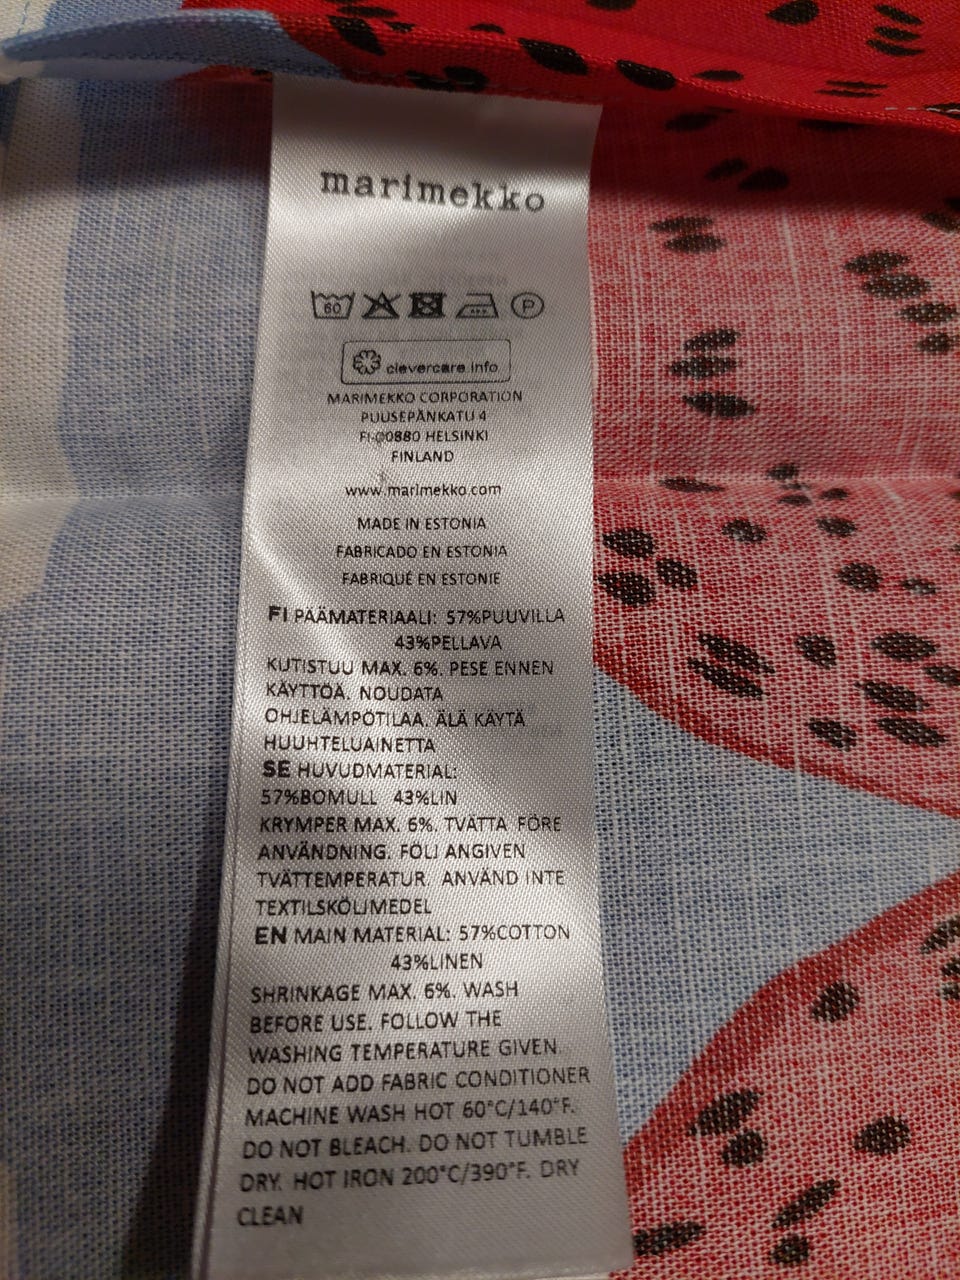 marimekko
60 P
clevercare.info
MARIMEKKO CORPORATION
PUUSEPÄNKATU 4
FI-00880 HELSINKI
FINLAND
www.marimekko.com
MADE IN ESTONIA
FABRICADO EN ESTONIA
FABRIQUÉ EN ESTONIE
FI PÄÄMATERIAALI: 57%PUUVILLA
43%PELLAVA
KUTISTUU MAX. 6%. PESE ENNEN
KÄYTTÖÄ. NOUDATA
OHJELÄMPÖTILAA. ÄLÄ KÄYTÄ
HUUHTELUAINETTA
SE HUVUDMATERIAL:
57%BOMULL 43%LIN
KRYMPER MAX. 6%. TVÄTTA FÖRE
ANVÄNDNING. FÖLJ ANGIVEN
TVÄTTEMPERATUR. ANVÄND INTE
TEXTILSKÖLJMEDEL
EN MAIN MATERIAL: 57%COTTON
43%LINEN
SHRINKAGE MAX. 6%. WASH
BEFORE USE. FOLLOW THE
WASHING TEMPERATURE GIVEN.
DO NOT ADD FABRIC CONDITIONER
MACHINE WASH HOT 60°C/140°F.
DO NOT BLEACH. DO NOT TUMBLE
DRY. HOT IRON 200°C/390°F. DRY
CLEAN